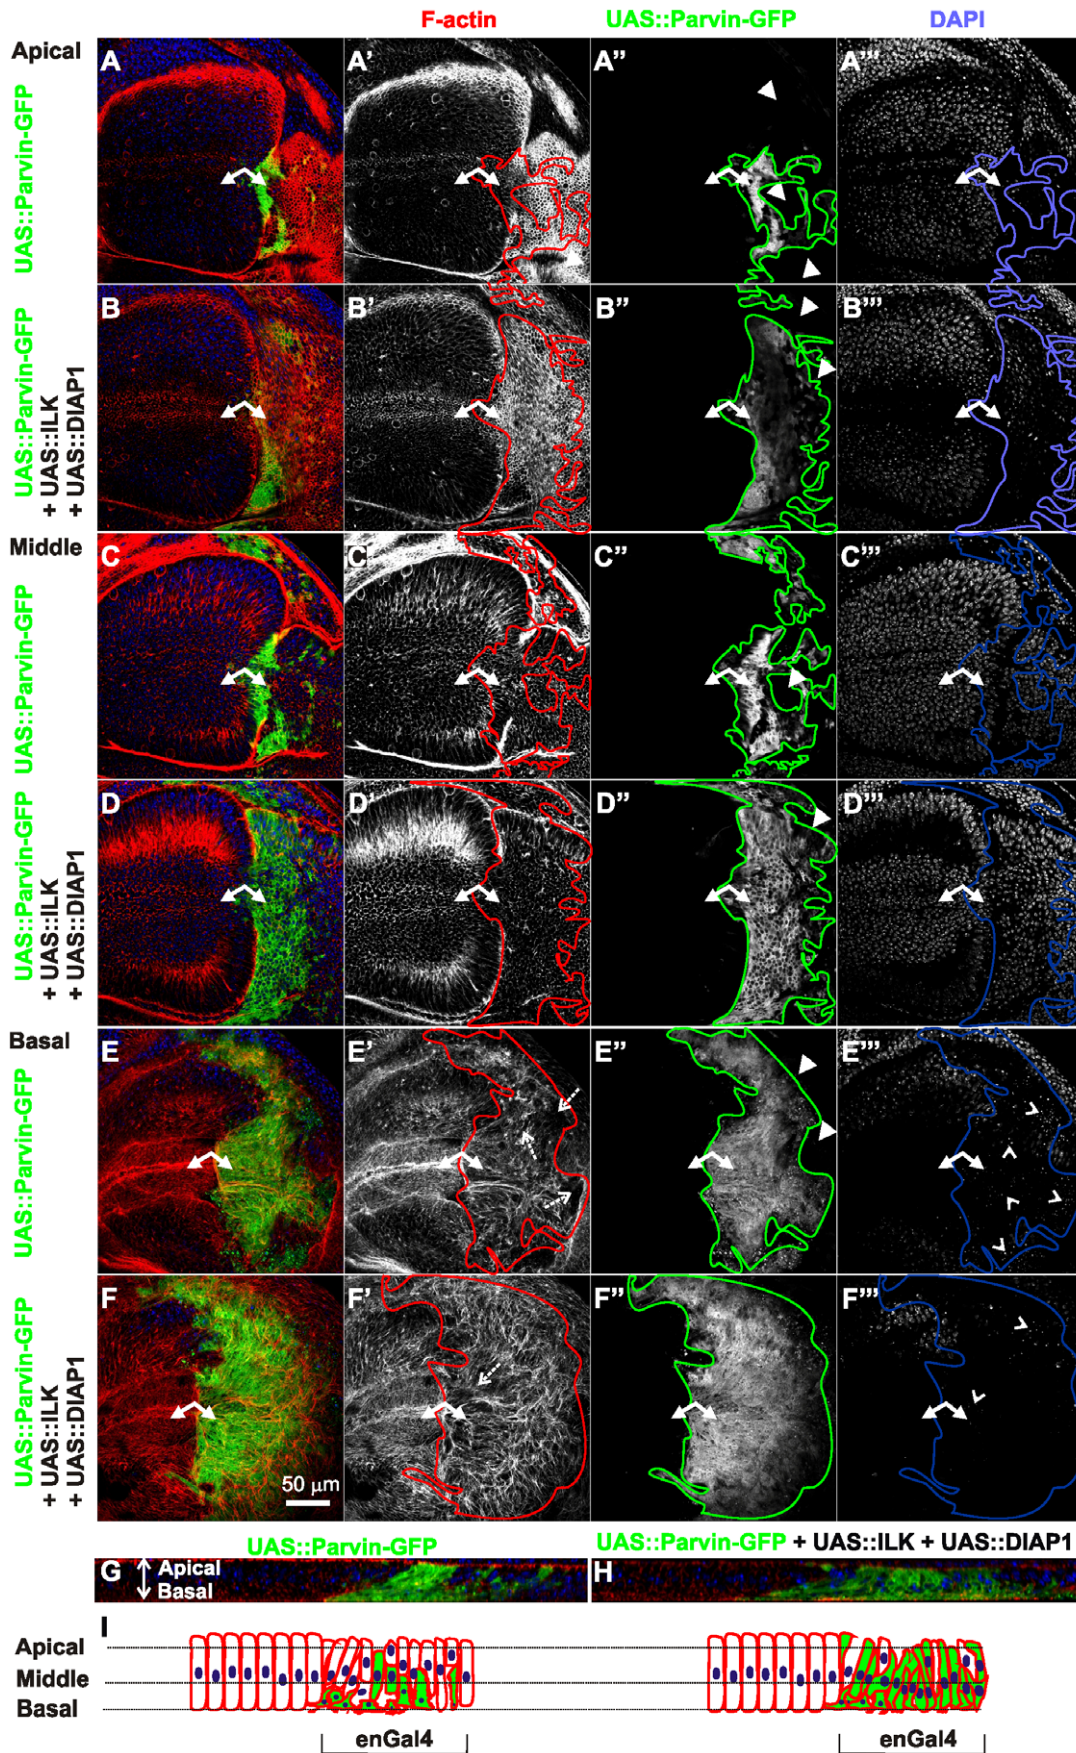 F-actin UAS::Parvin-GFP DAPI
Apical
A A' A" A'"
UAS::Parvin-GFP
B B' B" B'"
UAS::Parvin-GFP
+ UAS::ILK
+ UAS::DIAP1
Middle
C C' C" C'"
UAS::Parvin-GFP
D D' D" D'"
UAS::Parvin-GFP
+ UAS::ILK
+ UAS::DIAP1
Basal
E E' E" E'"
UAS::Parvin-GFP
F F' F" F'"
UAS::Parvin-GFP
+ UAS::ILK
+ UAS::DIAP1
50 µm
UAS::Parvin-GFP UAS::Parvin-GFP + UAS::ILK + UAS::DIAP1
G Apical H
Basal
I
Apical
Middle
Basal
enGal4 enGal4